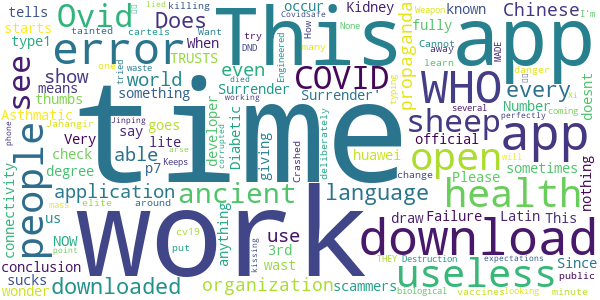 tells Ovid Does This app occur Kidney Chinese
CovidSafe None lied killing tainted cartels Want
starts type1 error When TRUSTS How try DND
Engineered MADE known fully Weapon Cannot away I'm
see show world even COVID WHO every propaganda
Asthmatic means something Surrender Number learn many danger
thumbs one tried died Surrender' Very developer Diabetic giving
time sheep app doesnt several typing Xi
people Jahangir say goes Jinping working official perfectly coming
check able lite p7 corrupted Crashed deliberately huawei open will
degree Keeps NOW application ancient language Please health sometimes
connectivity us phone anything use draw Failure Latin This nothing
change mass elite around 3rd download Since
conclusion work downloaded organization wast scammers useless public
sucks wonder point put cv19 arse kissing waste
THEY Destruction expectations biological vaccines looking minute